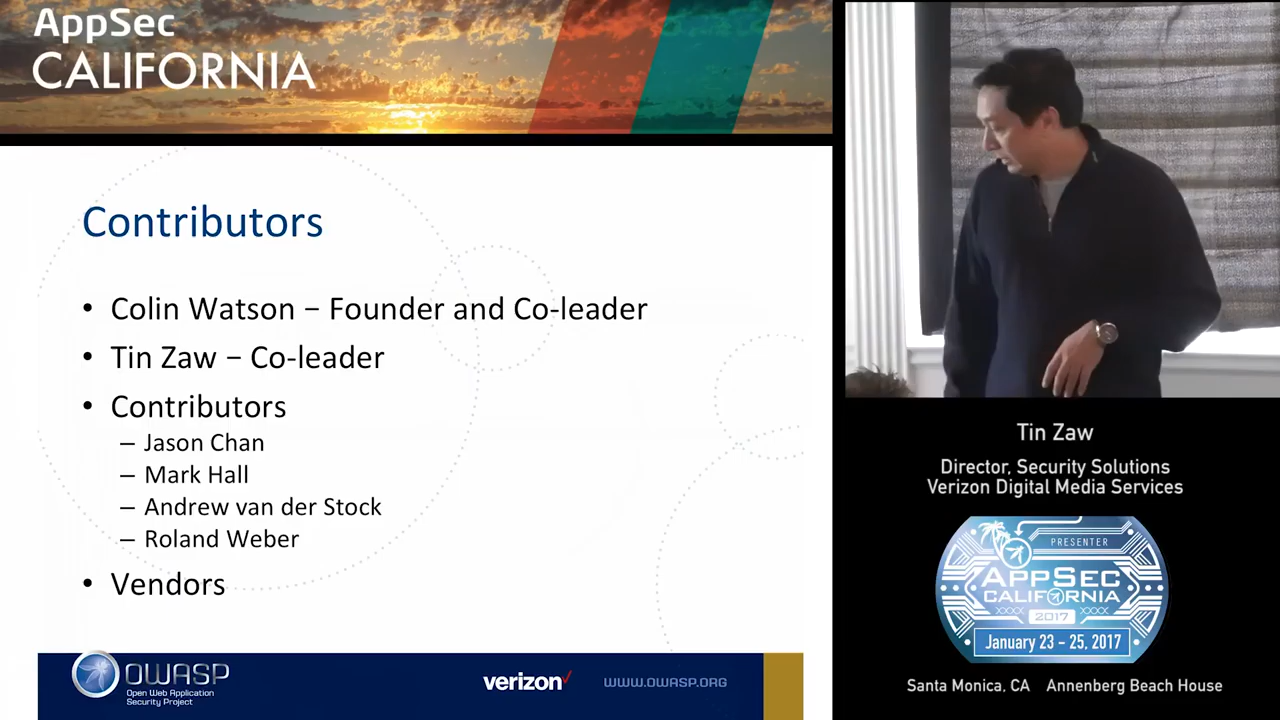 AppSec
CALIFORNIA
Contributors
• Colin Watson – Founder and Co-leader
• Tin Zaw – Co-leader
• Contributors
– Jason Chan
– Mark Hall
– Andrew van der Stock
– Roland Weber
• Vendors
OWASP
Open Web Application
Security Project
verizon
WWW.OWASP.ORG
Tin Zaw
Director, Security Solutions
Verizon Digital Media Services
PRESENTER
APPSEC
CALIFORNIA
XXXX 2017 XXXX
January 23 - 25, 2017
Santa Monica, CA Annenberg Beach House